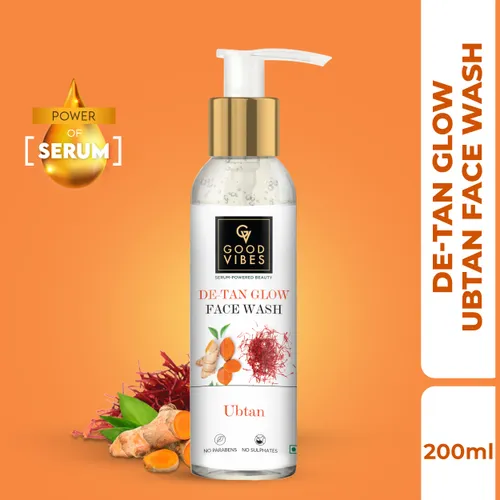 POWER
OF
[SERUM]
GV
GOOD
VIBES
SERUM-POWERED BEAUTY
DE-TAN GLOW
FACE WASH
Ubtan
NO PARABENS
NO SULPHATES
DE-TAN GLOW
UBTAN FACE WASH
200ml